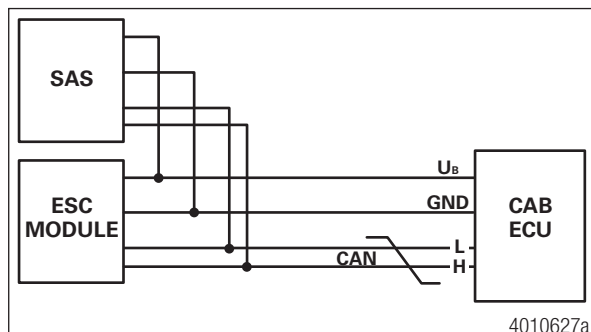 SAS
ESC
MODULE
UB
GND
CAN
L
H
CAB
ECU
4010627a